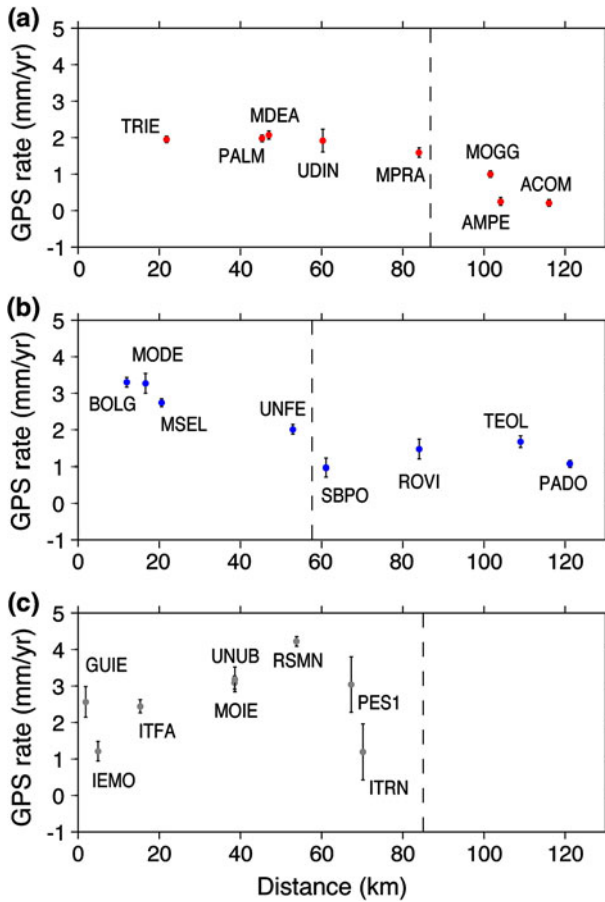 (a)
GPS rate (mm/yr)
5
4
3
2
1
0
-1
TRIE
MDEA
PALM
UDIN
MPRA
MOGG
ACOM
AMPE
0 20 40 60 80 100 120
(b)
GPS rate (mm/yr)
5
4
3
2
1
0
-1
MODE
BOLG
MSEL
UNFE
SBPO
ROVI
TEOL
PADO
0 20 40 60 80 100 120
(c)
GPS rate (mm/yr)
5
4
3
2
1
0
-1
GUIE
IEMO
ITFA
UNUB
MOIE
RSMN
PES1
ITRN
0 20 40 60 80 100 120
Distance (km)